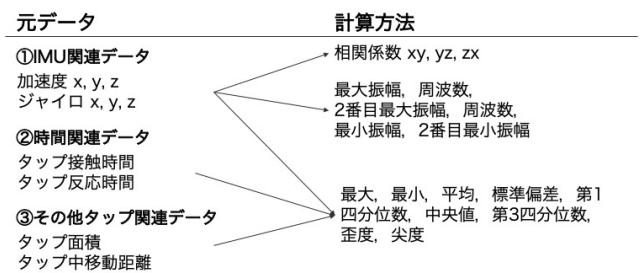 元データ
計算方法
①IMU関連データ
加速度 x, y, z
ジャイロ x, y, z
②時間関連データ
タップ接触時間
タップ反応時間
③その他タップ関連データ
タップ面積
タップ中移動距離
相関係数 xy, yz, zx
最大振幅, 周波数,
2番目最大振幅, 周波数,
最小振幅, 2番目最小振幅
最大, 最小, 平均, 標準偏差, 第1
四分位数, 中央値, 第3四分位数,
歪度, 尖度